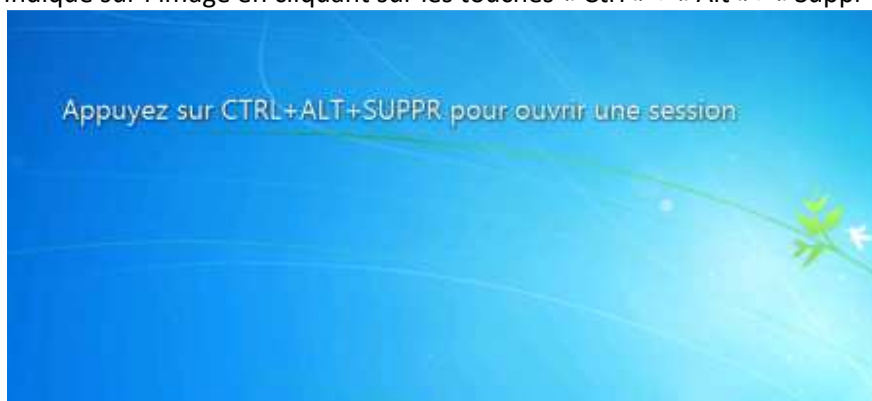 indiqué sur l'image en cliquant sur les touches « Ctrl » + « Alt » + « Suppr
Appuyez sur CTRL+ALT+SUPPR pour ouvrir une session